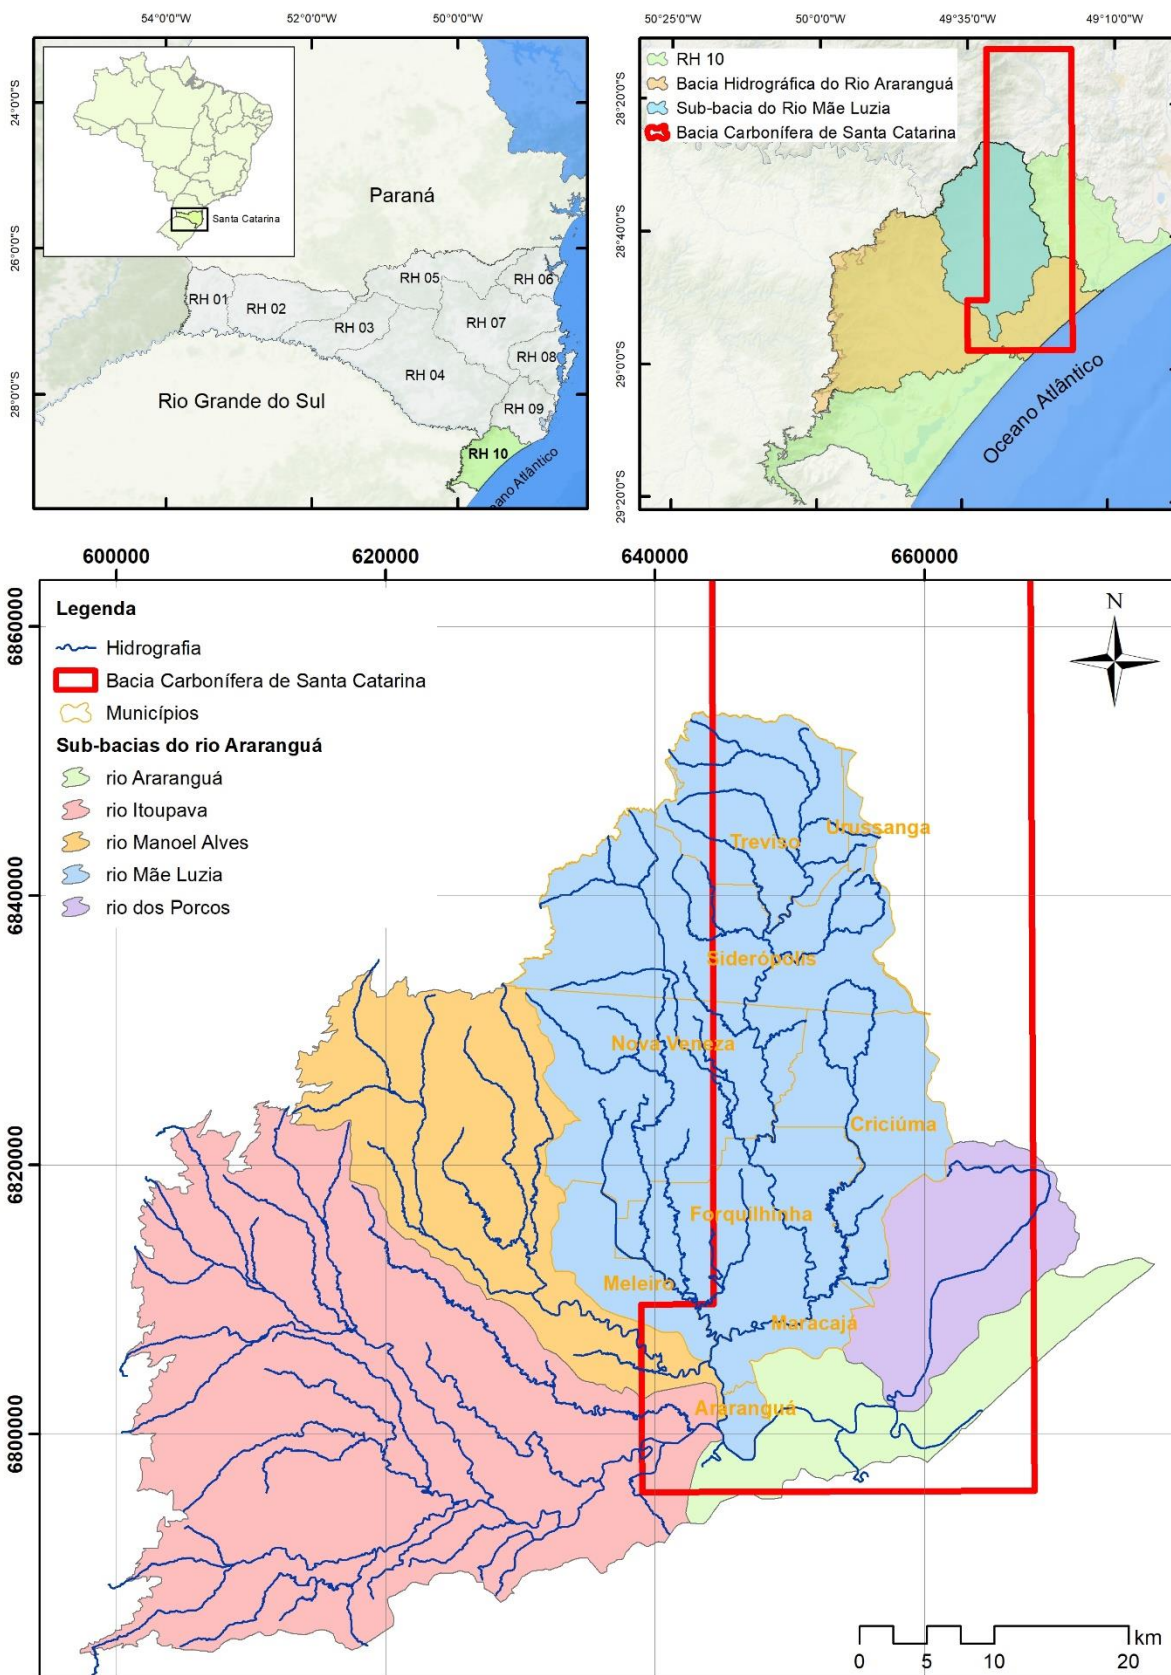 54°0'0"W
52°0'0"W
50°0'0"W
24°0'0"S
26°0'0"S
28°0'0"S
Santa Catarina
Paraná
RH 01
RH 02
RH 03
RH 04
RH 05
RH 06
RH 07
RH 08
RH 09
RH 10
Rio Grande do Sul
eano Atlântico
50°25'0"W
50°0'0"W
49°35'0"W
49°10'0"W
28°20'0"S
28°40'0"S
29°0'0"S
29°20'0"S
RH 10
Bacia Hidrográfica do Rio Araranguá
Sub-bacia do Rio Mãe Luzia
Bacia Carbonífera de Santa Catarina
Oceano Atlântico
600000
620000
640000
660000
6860000
6840000
6820000
6800000
Legenda
Hidrografia
Bacia Carbonífera de Santa Catarina
Municípios
Sub-bacias do rio Araranguá
rio Araranguá
rio Itoupava
rio Manoel Alves
rio Mãe Luzia
rio dos Porcos
N
Urussanga
Treviso
Siderópolis
Nova Veneza
Criciúma
Forquilhinha
Meleiro
Maracajá
Araranguá
km
0 5 10 20